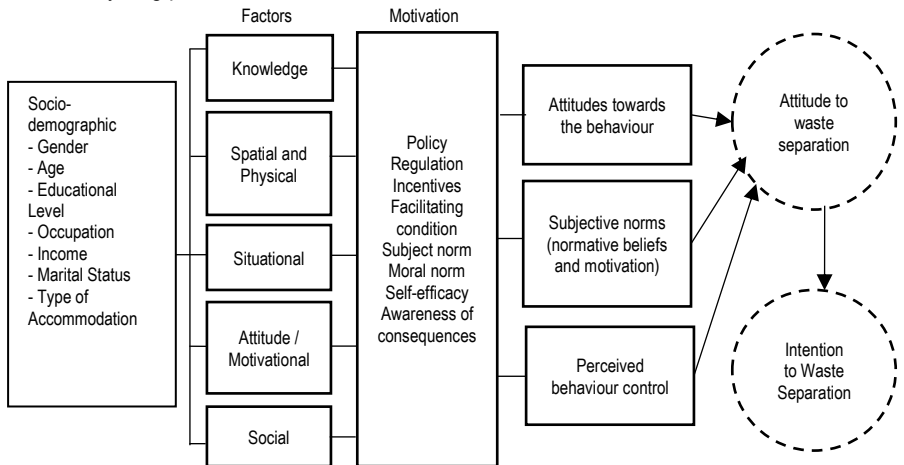 Factors
Motivation
Socio-
demographic
- Gender
- Age
- Educational
Level
- Occupation
- Income
- Marital Status
- Type of
Accommodation
Knowledge
Spatial and
Physical
Situational
Attitude /
Motivational
Social
Policy
Regulation
Incentives
Facilitating
condition
Subject norm
Moral norm
Self-efficacy
Awareness of
consequences
Attitudes towards
the behaviour
Subjective norms
(normative beliefs
and motivation)
Perceived
behaviour control
Attitude to
waste
separation
Intention
to Waste
Separation